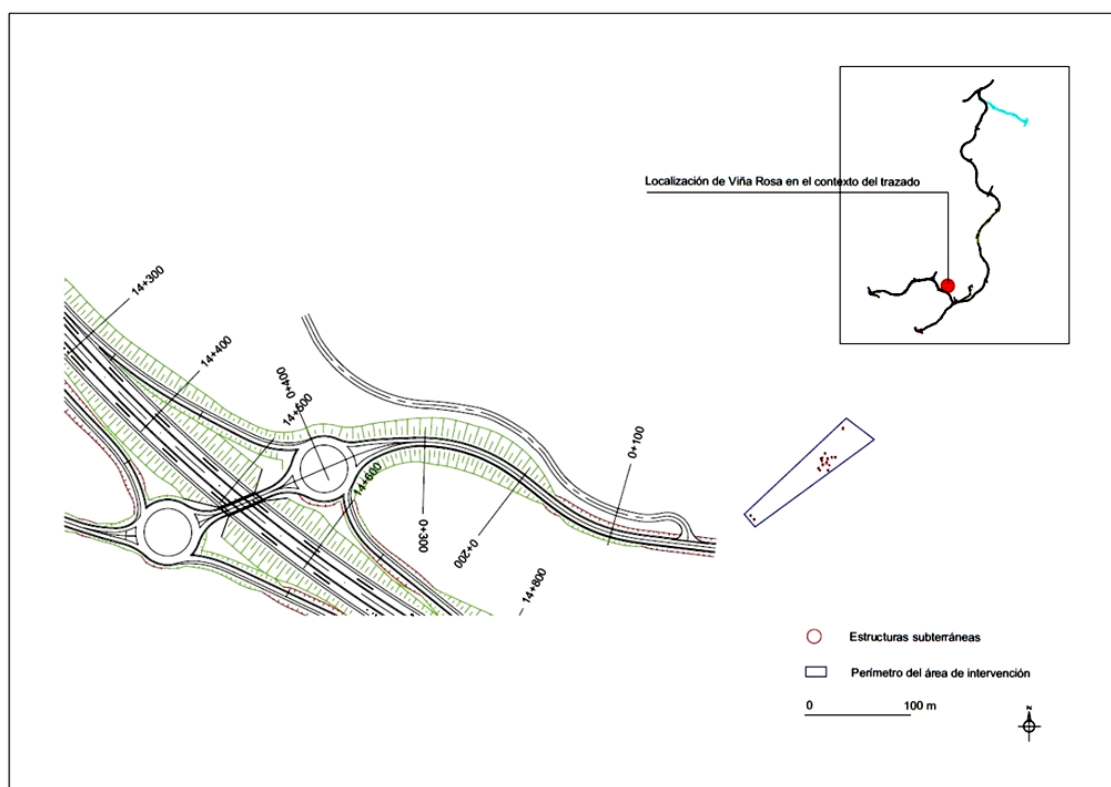 Localización de Viña Rosa en el contexto del trazado
14+300
14+400
0+400
14+500
14+600
0+300
0+200
0+100
14+800
Estructuras subterráneas
Perímetro del área de intervención
0 100 m
N